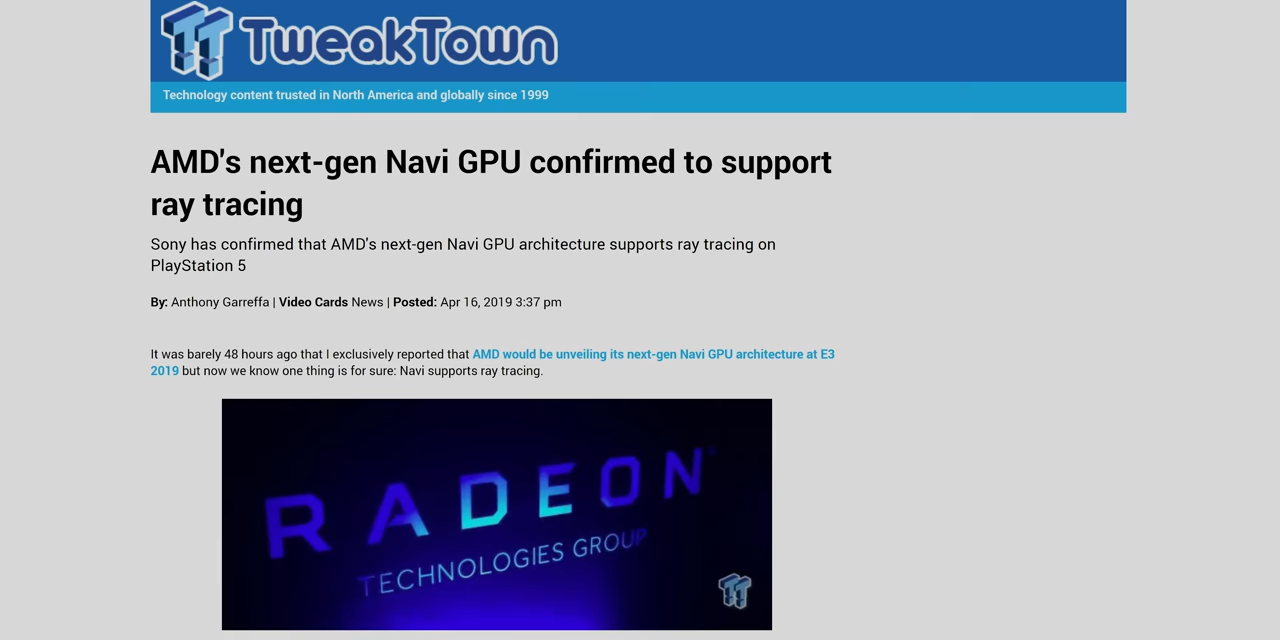 TweakTown
Technology content trusted in North America and globally since 1999
AMD's next-gen Navi GPU confirmed to support
ray tracing
Sony has confirmed that AMD's next-gen Navi GPU architecture supports ray tracing on
PlayStation 5
By: Anthony Garreffa | Video Cards News | Posted: Apr 16, 2019 3:37 pm
It was barely 48 hours ago that I exclusively reported that AMD would be unveiling its next-gen Navi GPU architecture at E3
2019 but now we know one thing is for sure: Navi supports ray tracing.
RADEON
TECHNOLOGIES GROUP